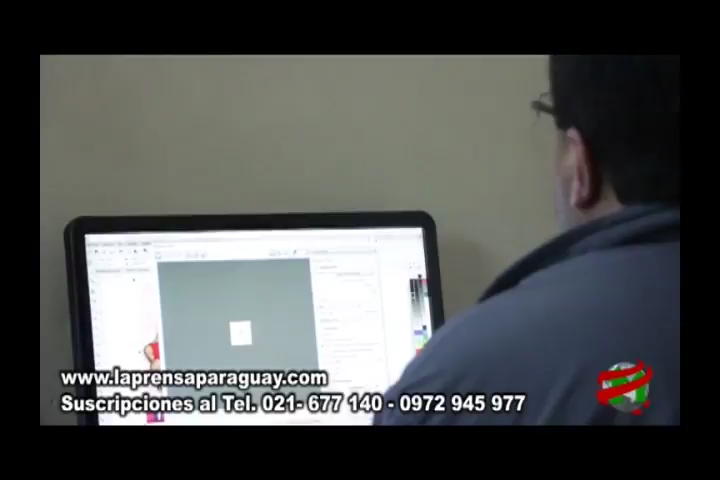 www.laprensaparaguay.com
Suscripciones al Tel. 021- 677 140 - 0972 945 977